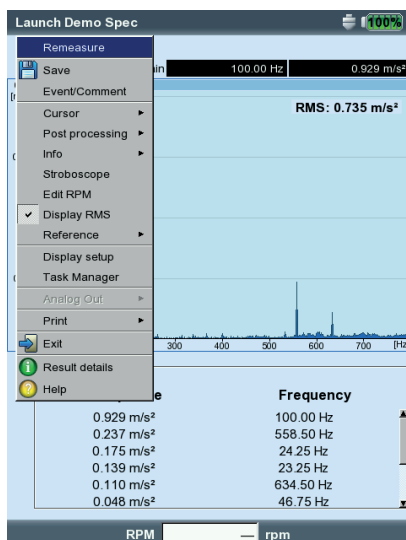 Launch Demo Spec
100%
Remeasure
Save
Event/Comment
Cursor
Post processing
Info
Stroboscope
Edit RPM
Display RMS
Reference
Display setup
Task Manager
Analog Out
Print
Exit
Result details
Help
in 100.00 Hz 0.929 m/s²
RMS: 0.735 m/s²
300 400 500 600 700 [Hz
e Frequency
0.929 m/s² 100.00 Hz
0.237 m/s² 558.50 Hz
0.175 m/s² 24.25 Hz
0.139 m/s² 23.25 Hz
0.110 m/s² 634.50 Hz
0.048 m/s² 46.75 Hz
RPM — rpm